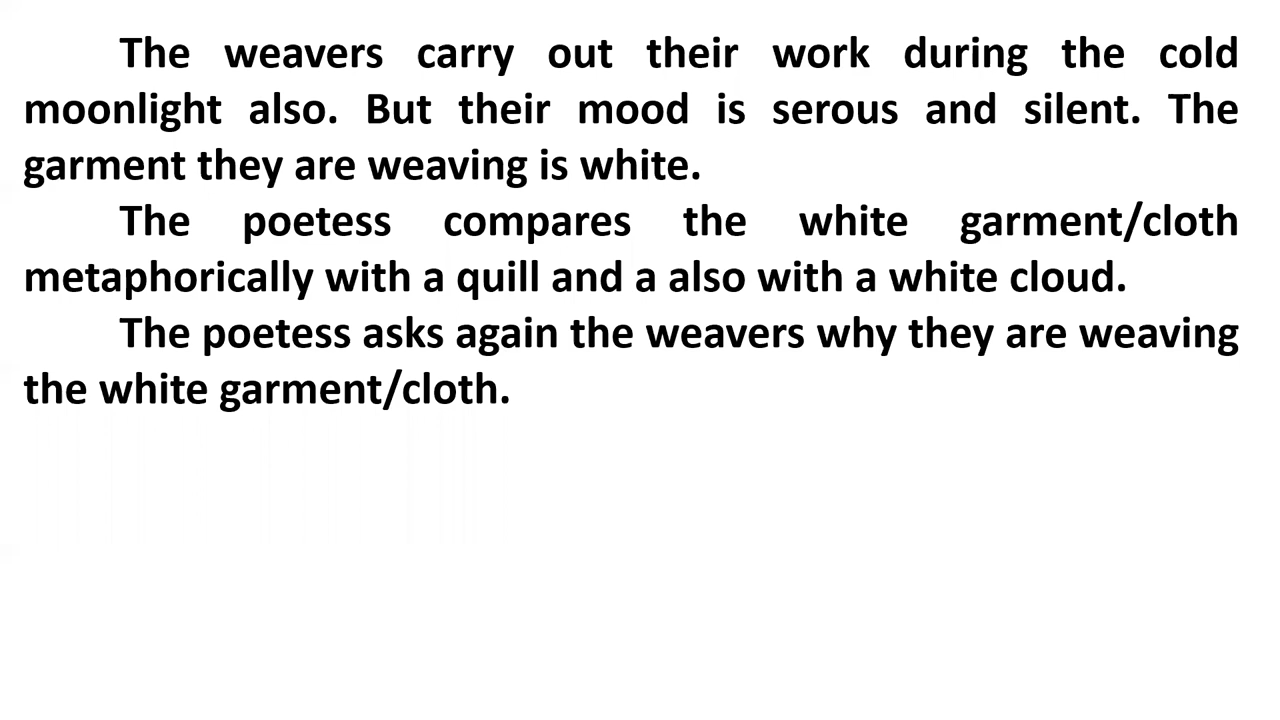 The weavers carry out their work during the cold
moonlight also. But their mood is serous and silent. The
garment they are weaving is white.
The poetess compares the white garment/cloth
metaphorically with a quill and a also with a white cloud.
The poetess asks again the weavers why they are weaving
the white garment/cloth.